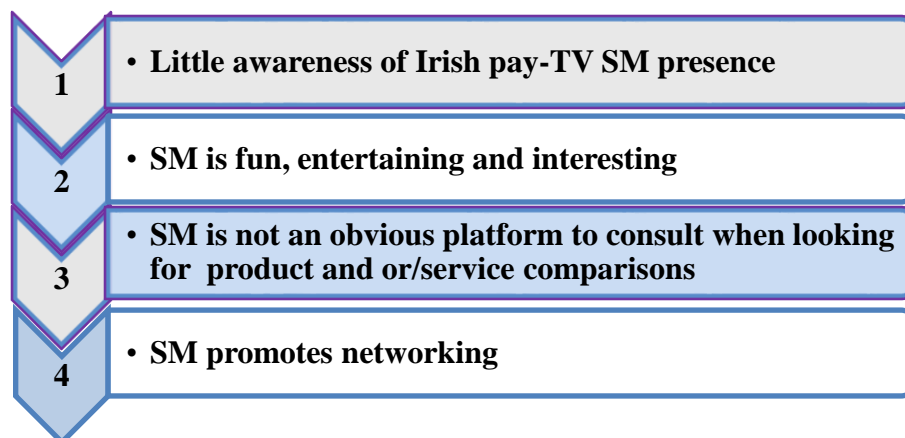 1
• Little awareness of Irish pay-TV SM presence
2
• SM is fun, entertaining and interesting
3
• SM is not an obvious platform to consult when looking
for product and or/service comparisons
4
• SM promotes networking